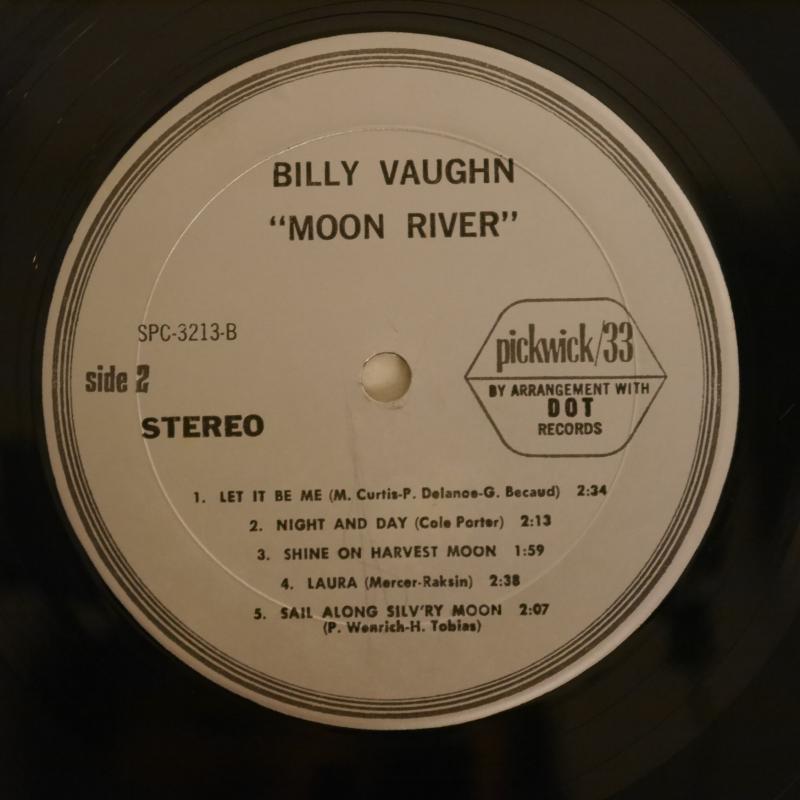 BILLY VAUGHN
"MOON RIVER"
SPC-3213-B
side 2
STEREO
pickwick/33
BY ARRANGEMENT WITH
DOT
RECORDS
1. LET IT BE ME (M. Curtis-P. Delanoe-G. Becaud) 2:34
2. NIGHT AND DAY (Cole Porter) 2:13
3. SHINE ON HARVEST MOON 1:59
4. LAURA (Mercer-Raksin) 2:38
5. SAIL ALONG SILV'RY MOON 2:07
(P. Wenrich-H. Tobias)